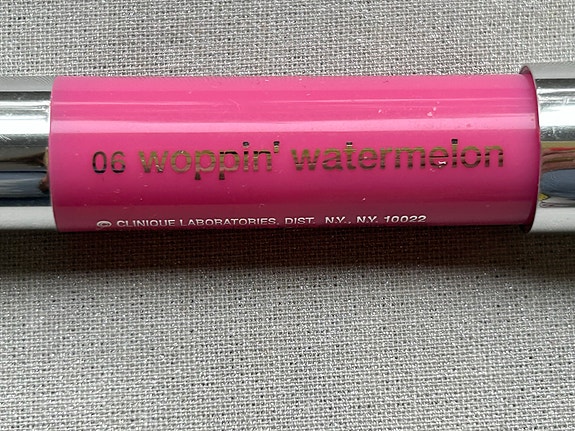 06 woppin' watermelon
© CLINIQUE LABORATORIES, DIST. N.Y., N.Y. 10022